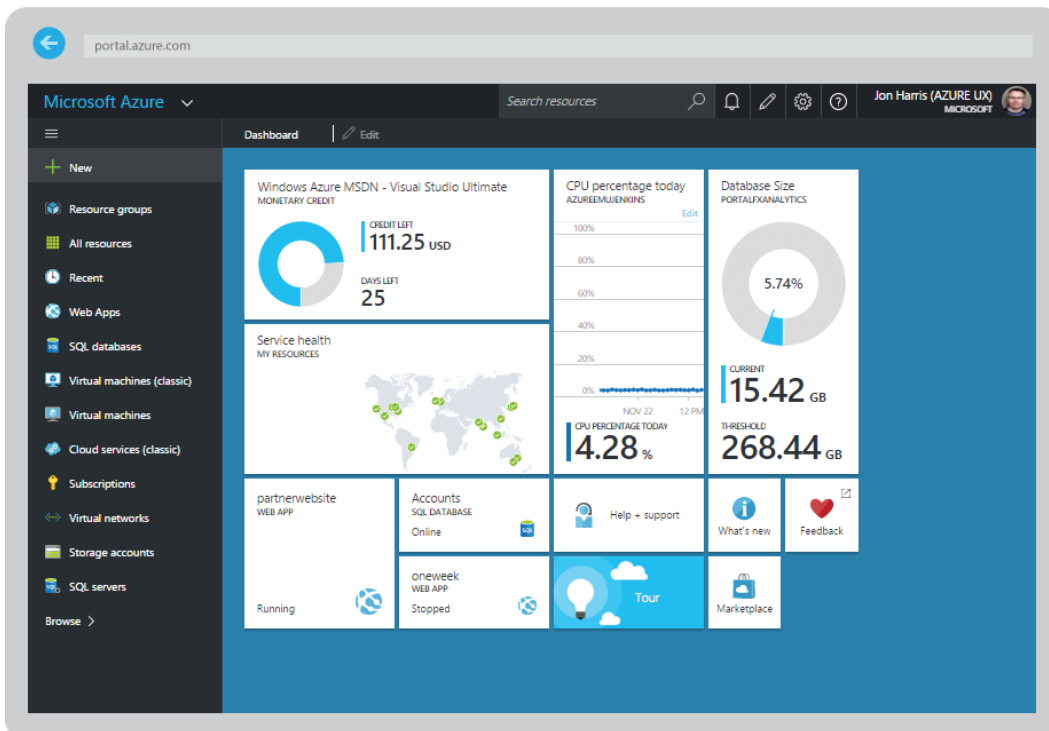 portal.azure.com
Microsoft Azure
Search resources
Jon Harris (AZURE UX)
MICROSOFT
Dashboard
Edit
New
Resource groups
All resources
Recent
Web Apps
SQL databases
Virtual machines (classic)
Virtual machines
Cloud services (classic)
Subscriptions
Virtual networks
Storage accounts
SQL servers
Browse
Windows Azure MSDN - Visual Studio Ultimate
MONETARY CREDIT
CREDIT LEFT
111.25 USD
DAYS LEFT
25
Service health
MY RESOURCES
CPU percentage today
AZUREEMUJENKINS
Edit
100%
80%
60%
40%
20%
0%
NOV 22 12 PM
CPU PERCENTAGE TODAY
4.28 %
Database Size
PORTALFXANALYTICS
5.74%
CURRENT
15.42 GB
THRESHOLD
268.44 GB
partnerwebsite
WEB APP
Running
Accounts
SQL DATABASE
Online
SQL
oneweek
WEB APP
Stopped
Help + support
What's new
Feedback
Tour
Marketplace